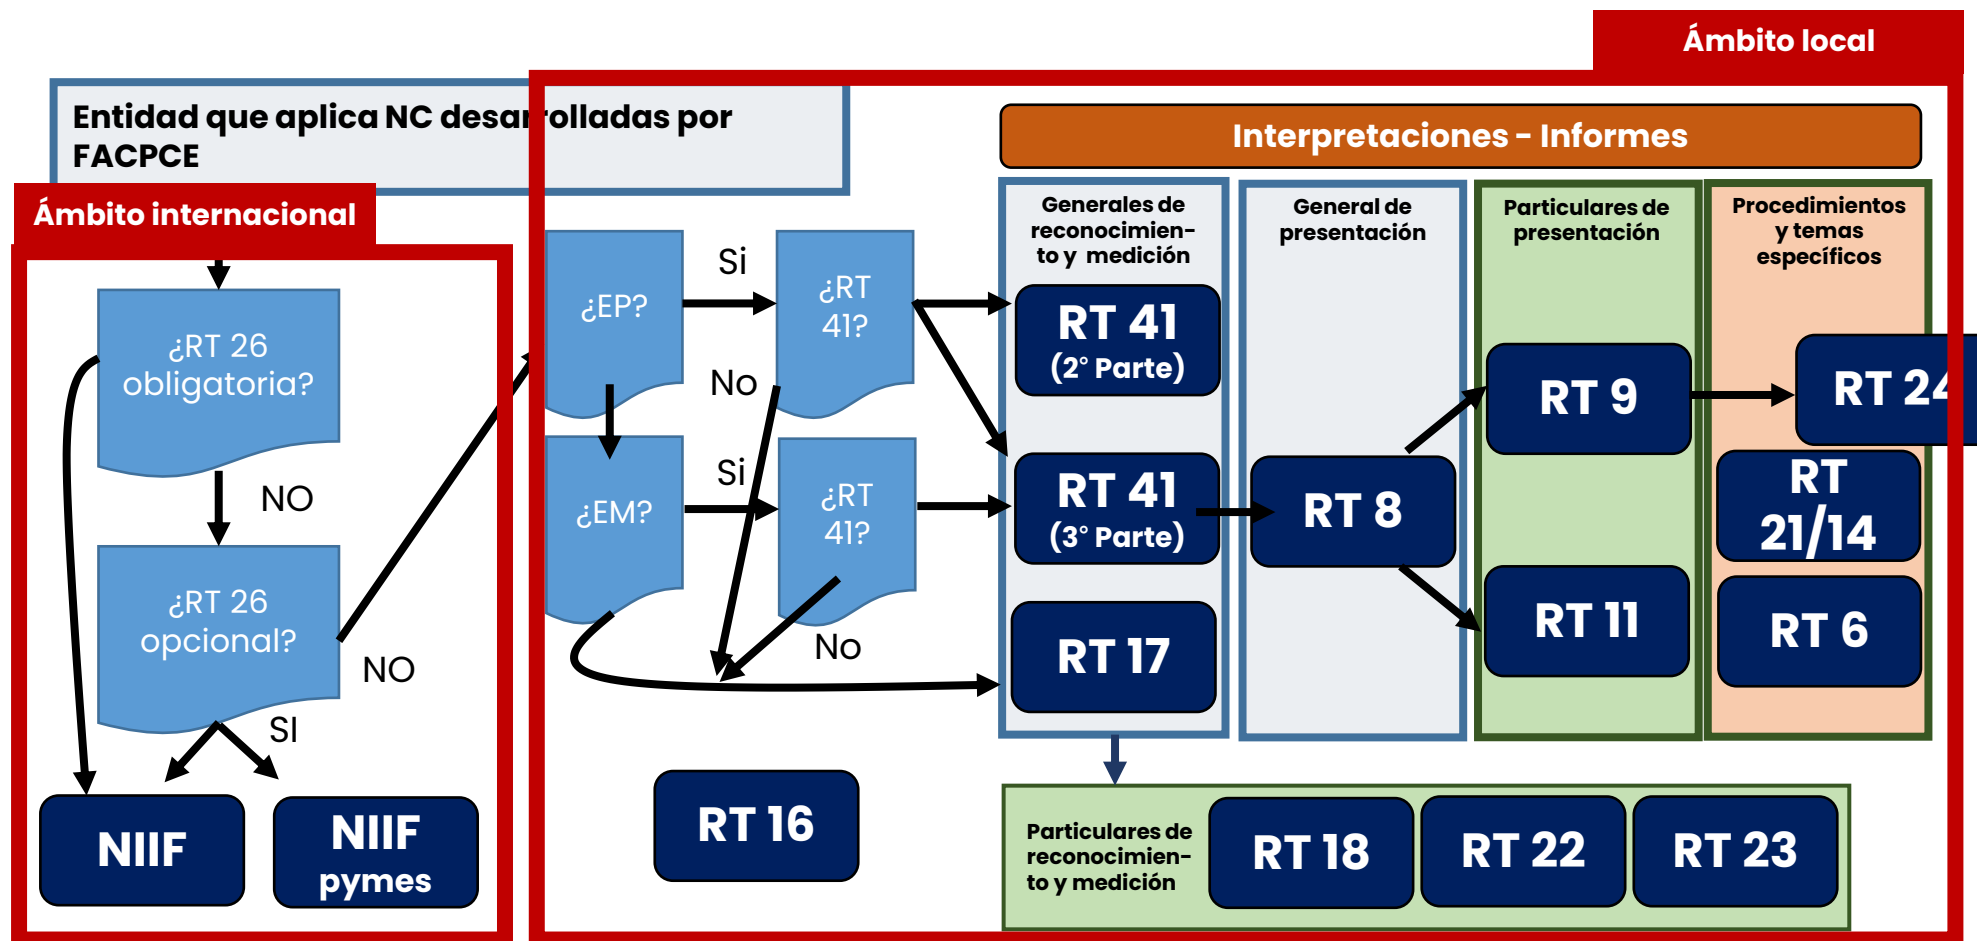 Ámbito local
Entidad que aplica NC desarrolladas por
FACPCE
Interpretaciones - Informes
Ámbito internacional
¿RT 26
obligatoria?
NO
¿RT 26
opcional?
NO
SI
NIIF
NIIF
pymes
¿EP?
Si
¿RT
41?
No
¿EM?
Si
¿RT
41?
No
RT 16
Generales de
reconocimien-
to y medición
RT 41
(2° Parte)
RT 41
(3° Parte)
RT 17
General de
presentación
RT 8
Particulares de
presentación
RT 9
RT 11
Procedimientos
y temas
específicos
RT 24
RT
21/14
RT 6
Particulares de
reconocimien-
to y medición
RT 18
RT 22
RT 23